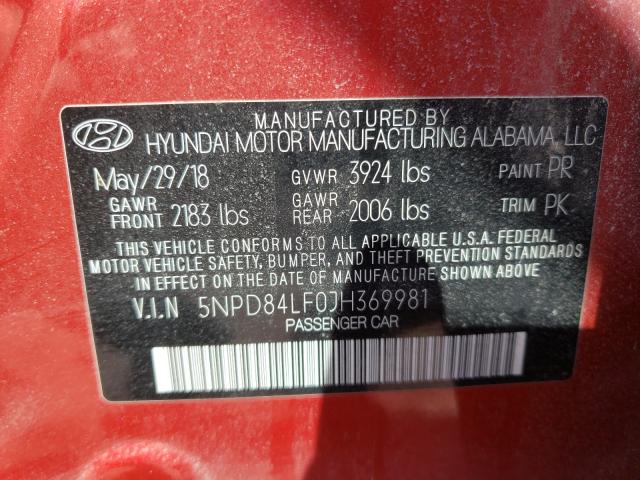 MANUFACTURED BY
HYUNDAI MOTOR MANUFACTURING ALABAMA, LLC
May/29/18 GVWR 3924 lbs PAINT PR
GAWR FRONT 2183 lbs GAWR REAR 2006 lbs TRIM PK
THIS VEHICLE CONFORMS TO ALL APPLICABLE U.S.A. FEDERAL
MOTOR VEHICLE SAFETY, AND THEFT PREVENTION STANDARDS
IN EFFECT ON THE DATE OF MANUFACTURE SHOWN ABOVE.
V.I.N 5NPD84LF0JH369981
PASSENGER CAR